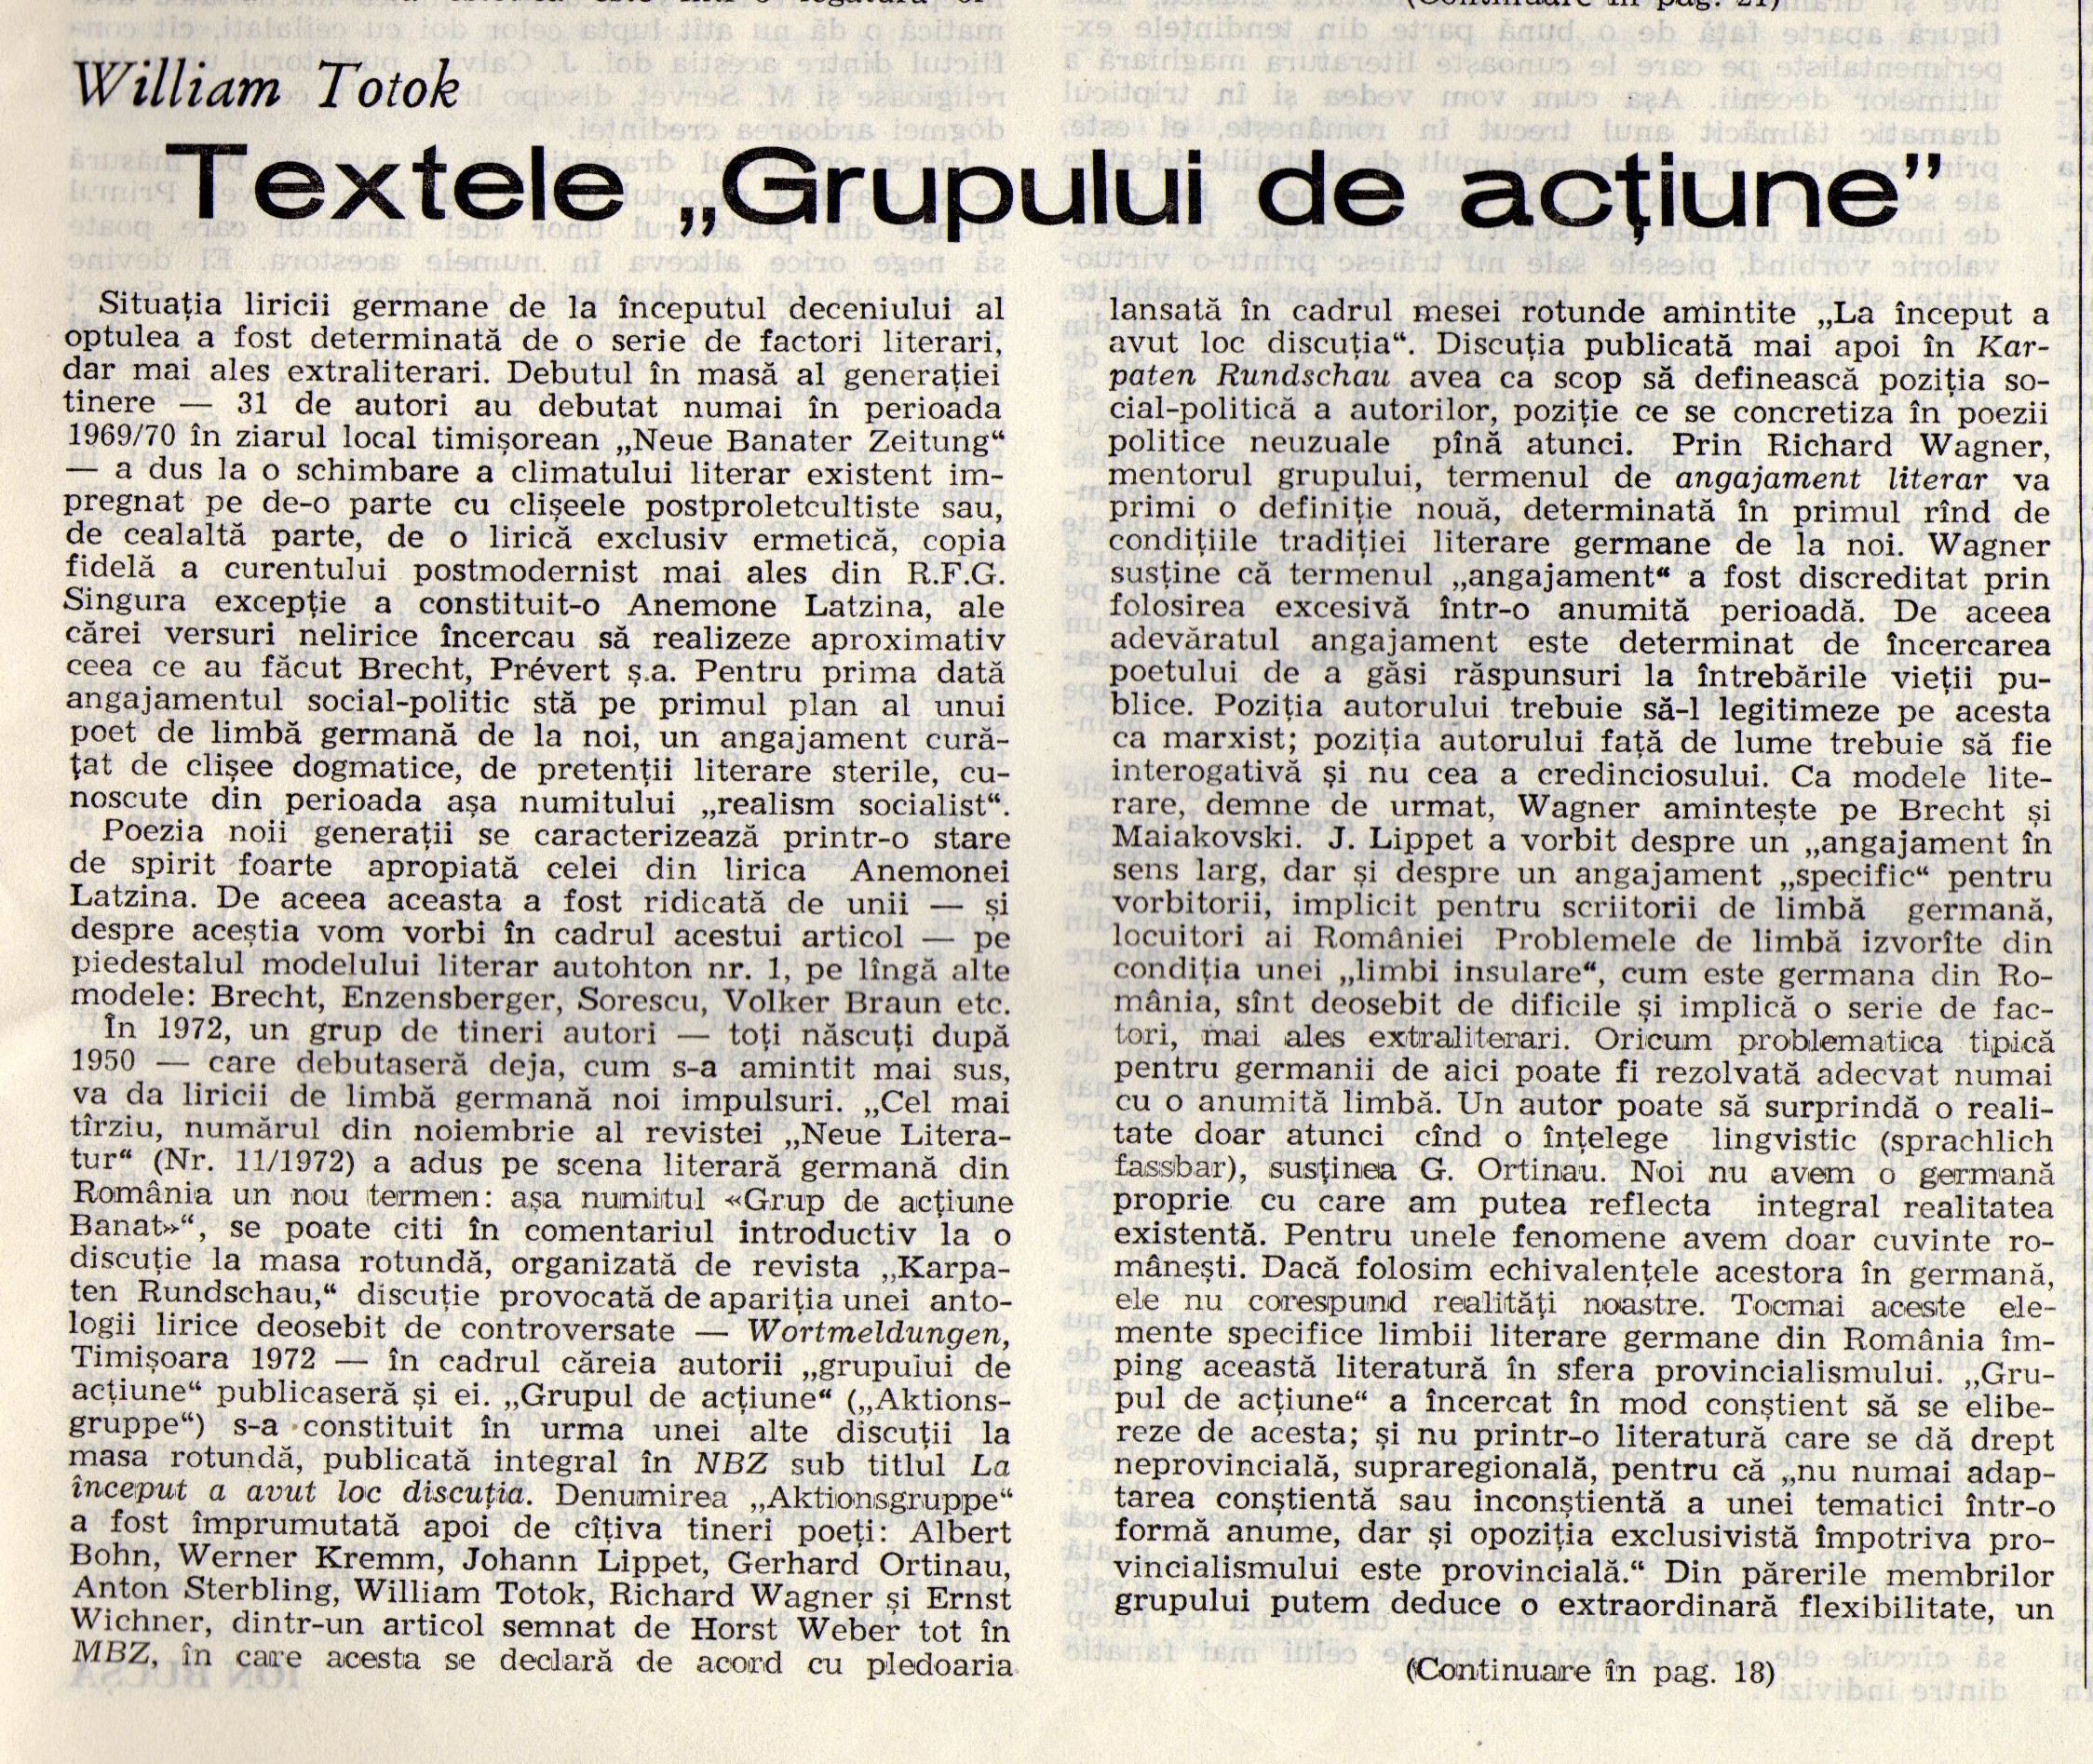 (Continuare în pag. 21)
William Totok
Textele „Grupului de acțiune”
Situația liricii germane de la începutul deceniului al
optulea a fost determinată de o serie de factori literari,
dar mai ales extraliterari. Debutul în masă al generației
tinere — 31 de autori au debutat numai în perioada
1969/70 în ziarul local timișorean „Neue Banater Zeitung“
— a dus la o schimbare a climatului literar existent im-
pregnat pe de-o parte cu clișeele postproletcultiste sau,
de cealaltă parte, de o lirică exclusiv ermetică, copia
fidelă a curentului postmodernist mai ales din R.F.G.
Singura excepție a constituit-o Anemone Latzina, ale
cărei versuri nelirice încercau să realizeze aproximativ
ceea ce au făcut Brecht, Prévert ș.a. Pentru prima dată
angajamentul social-politic stă pe primul plan al unui
poet de limbă germană de la noi, un angajament cură-
țat de clișee dogmatice, de pretenții literare sterile, cu-
noscute din perioada așa numitului „realism socialist“.
Poezia noii generații se caracterizează printr-o stare
de spirit foarte apropiată celei din lirica Anemonei
Latzina. De aceea aceasta a fost ridicată de unii — și
despre aceștia vom vorbi în cadrul acestui articol — pe
piedestalul modelului literar autohton nr. 1, pe lîngă alte
modele: Brecht, Enzensberger, Sorescu, Volker Braun etc.
În 1972, un grup de tineri autori — toți născuți după
1950 — care debutaseră deja, cum s-a amintit mai sus,
va da liricii de limbă germană noi impulsuri. „Cel mai
tîrziu, numărul din noiembrie al revistei „Neue Litera-
tur“ (Nr. 11/1972) a adus pe scena literară germană din
România un nou termen: așa numitul «Grup de acțiune
Banat»“, se poate citi în comentariul introductiv la o
discuție la masa rotundă, organizată de revista „Karpa-
ten Rundschau,“ discuție provocată de apariția unei anto-
logii lirice deosebit de controversate — Wortmeldungen,
Timișoara 1972 — în cadrul căreia autorii „grupului de
acțiune“ publicaseră și ei. „Grupul de acțiune“ („Aktions-
gruppe“) s-a constituit în urma unei alte discuții la
masa rotundă, publicată integral în NBZ sub titlul La
început a avut loc discuția. Denumirea „Aktionsgruppe“
a fost împrumutată apoi de cîțiva tineri poeți: Albert
Bohn, Werner Kremm, Johann Lippet, Gerhard Ortinau,
Anton Sterbling, William Totok, Richard Wagner și Ernst
Wichner, dintr-un articol semnat de Horst Weber tot în
MBZ, în care acesta se declară de acord cu pledoaria
lansată în cadrul mesei rotunde amintite „La început a
avut loc discuția“. Discuția publicată mai apoi în Kar-
paten Rundschau avea ca scop să definească poziția so-
cial-politică a autorilor, poziție ce se concretiza în poezii
politice neuzuale pînă atunci. Prin Richard Wagner,
mentorul grupului, termenul de angajament literar va
primi o definiție nouă, determinată în primul rînd de
condițiile tradiției literare germane de la noi. Wagner
susține că termenul „angajament“ a fost discreditat prin
folosirea excesivă într-o anumită perioadă. De aceea
adevăratul angajament este determinat de încercarea
poetului de a găsi răspunsuri la întrebările vieții pu-
blice. Poziția autorului trebuie să-l legitimeze pe acesta
ca marxist; poziția autorului față de lume trebuie să fie
interogativă și nu cea a credinciosului. Ca modele lite-
rare, demne de urmat, Wagner amintește pe Brecht și
Maiakovski. J. Lippet a vorbit despre un „angajament în
sens larg, dar și despre un angajament „specific“ pentru
vorbitorii, implicit pentru scriitorii de limbă germană,
locuitori ai României Problemele de limbă izvorîte din
condiția unei „limbi insulare“, cum este germana din Ro-
mânia, sînt deosebit de dificile și implică o serie de fac-
tori, mai ales extraliterari. Oricum problematica tipică
pentru germanii de aici poate fi rezolvată adecvat numai
cu o anumită limbă. Un autor poate să surprindă o reali-
tate doar atunci cînd o înțelege lingvistic (sprachlich
fassbar), susținea G. Ortinau. Noi nu avem o germană
proprie cu care am putea reflecta integral realitatea
existentă. Pentru unele fenomene avem doar cuvinte ro-
mânești. Dacă folosim echivalențele acestora în germană,
ele nu corespund realități noastre. Tocmai aceste ele-
mente specifice limbii literare germane din România îm-
ping această literatură în sfera provincialismului. „Gru-
pul de acțiune“ a încercat în mod conștient să se elibe-
reze de acesta; și nu printr-o literatură care se dă drept
neprovincială, supraregională, pentru că „nu numai adap-
tarea conștientă sau inconștientă a unei tematici într-o
formă anume, dar și opoziția exclusivistă împotriva pro-
vincialismului este provincială.“ Din părerile membrilor
grupului putem deduce o extraordinară flexibilitate, un
(Continuare în pag. 18)